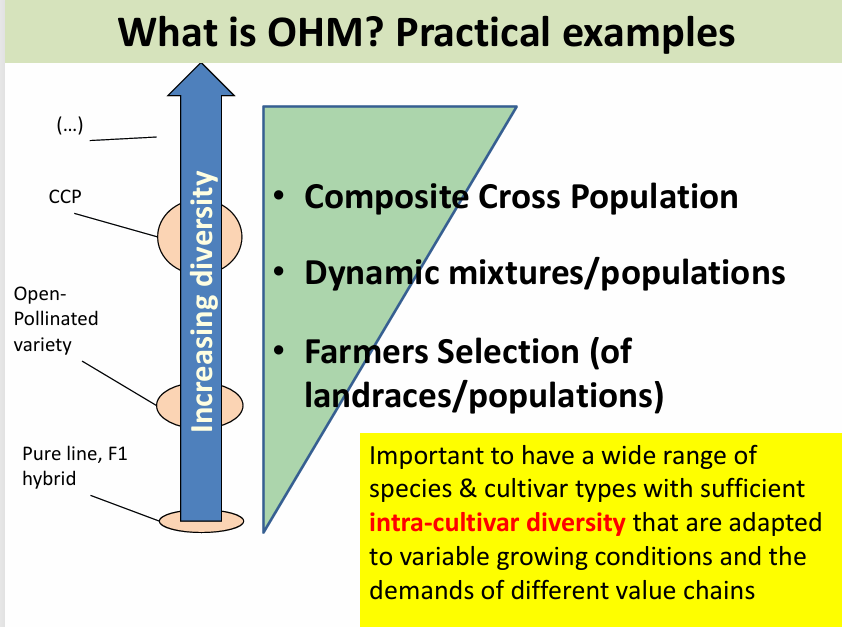 What is OHM? Practical examples
(...)
CCP
Open-
Pollinated
variety
Pure line, F1
hybrid
Increasing diversity
• Composite Cross Population
• Dynamic mixtures/populations
• Farmers Selection (of
landraces/populations)
Important to have a wide range of
species & cultivar types with sufficient
intra-cultivar diversity that are adapted
to variable growing conditions and the
demands of different value chains